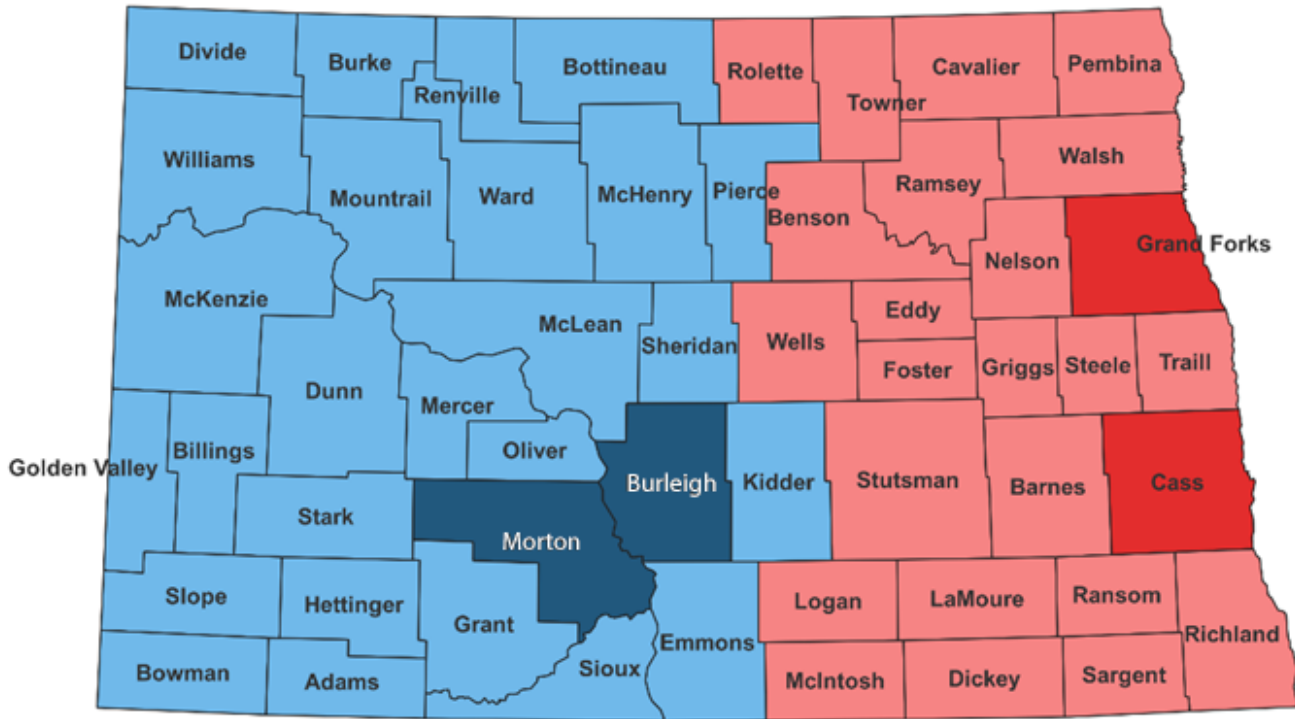 Divide
Burke
Renville
Bottineau
Rolette
Towner
Cavalier
Pembina
Williams
Mountrail
Ward
McHenry
Pierce
Benson
Ramsey
Walsh
Grand Forks
Nelson
McKenzie
McLean
Sheridan
Wells
Eddy
Foster
Griggs
Steele
Traill
Dunn
Mercer
Oliver
Golden Valley
Billings
Stark
Morton
Burleigh
Kidder
Stutsman
Barnes
Cass
Slope
Hettinger
Grant
Sioux
Emmons
Logan
LaMoure
Ransom
Richland
Bowman
Adams
McIntosh
Dickey
Sargent